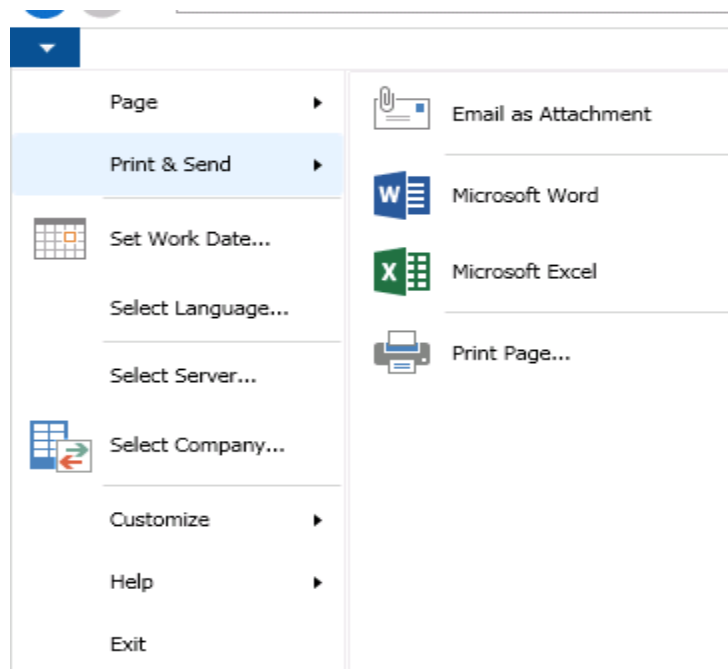 Page
Print & Send
Set Work Date...
Select Language...
Select Server...
Select Company...
Customize
Help
Exit
Email as Attachment
W Microsoft Word
X Microsoft Excel
Print Page...